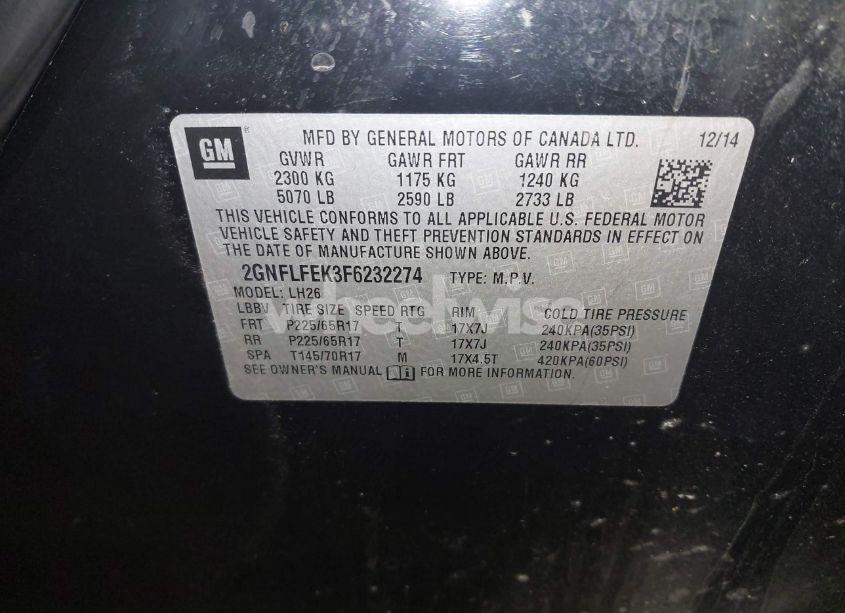 GM ® MFD BY GENERAL MOTORS OF CANADA LTD. 12/14
GVWR GAWR FRT GAWR RR
2300 KG 1175 KG 1240 KG
5070 LB 2590 LB 2733 LB
THIS VEHICLE CONFORMS TO ALL APPLICABLE U.S. FEDERAL MOTOR
VEHICLE SAFETY AND THEFT PREVENTION STANDARDS IN EFFECT ON
THE DATE OF MANUFACTURE SHOWN ABOVE.
2GNFLFEK3F6232274 TYPE: M.P.V.
MODEL: LH26
wheelwise
LBBV TIRE SIZE SPEED RTG RIM COLD TIRE PRESSURE
FRT P225/65R17 T 17X7J 240KPA(35PSI)
RR P225/65R17 T 17X7J 240KPA(35PSI)
SPA T145/70R17 M 17X4.5T 420KPA(60PSI)
SEE OWNER'S MANUAL FOR MORE INFORMATION.